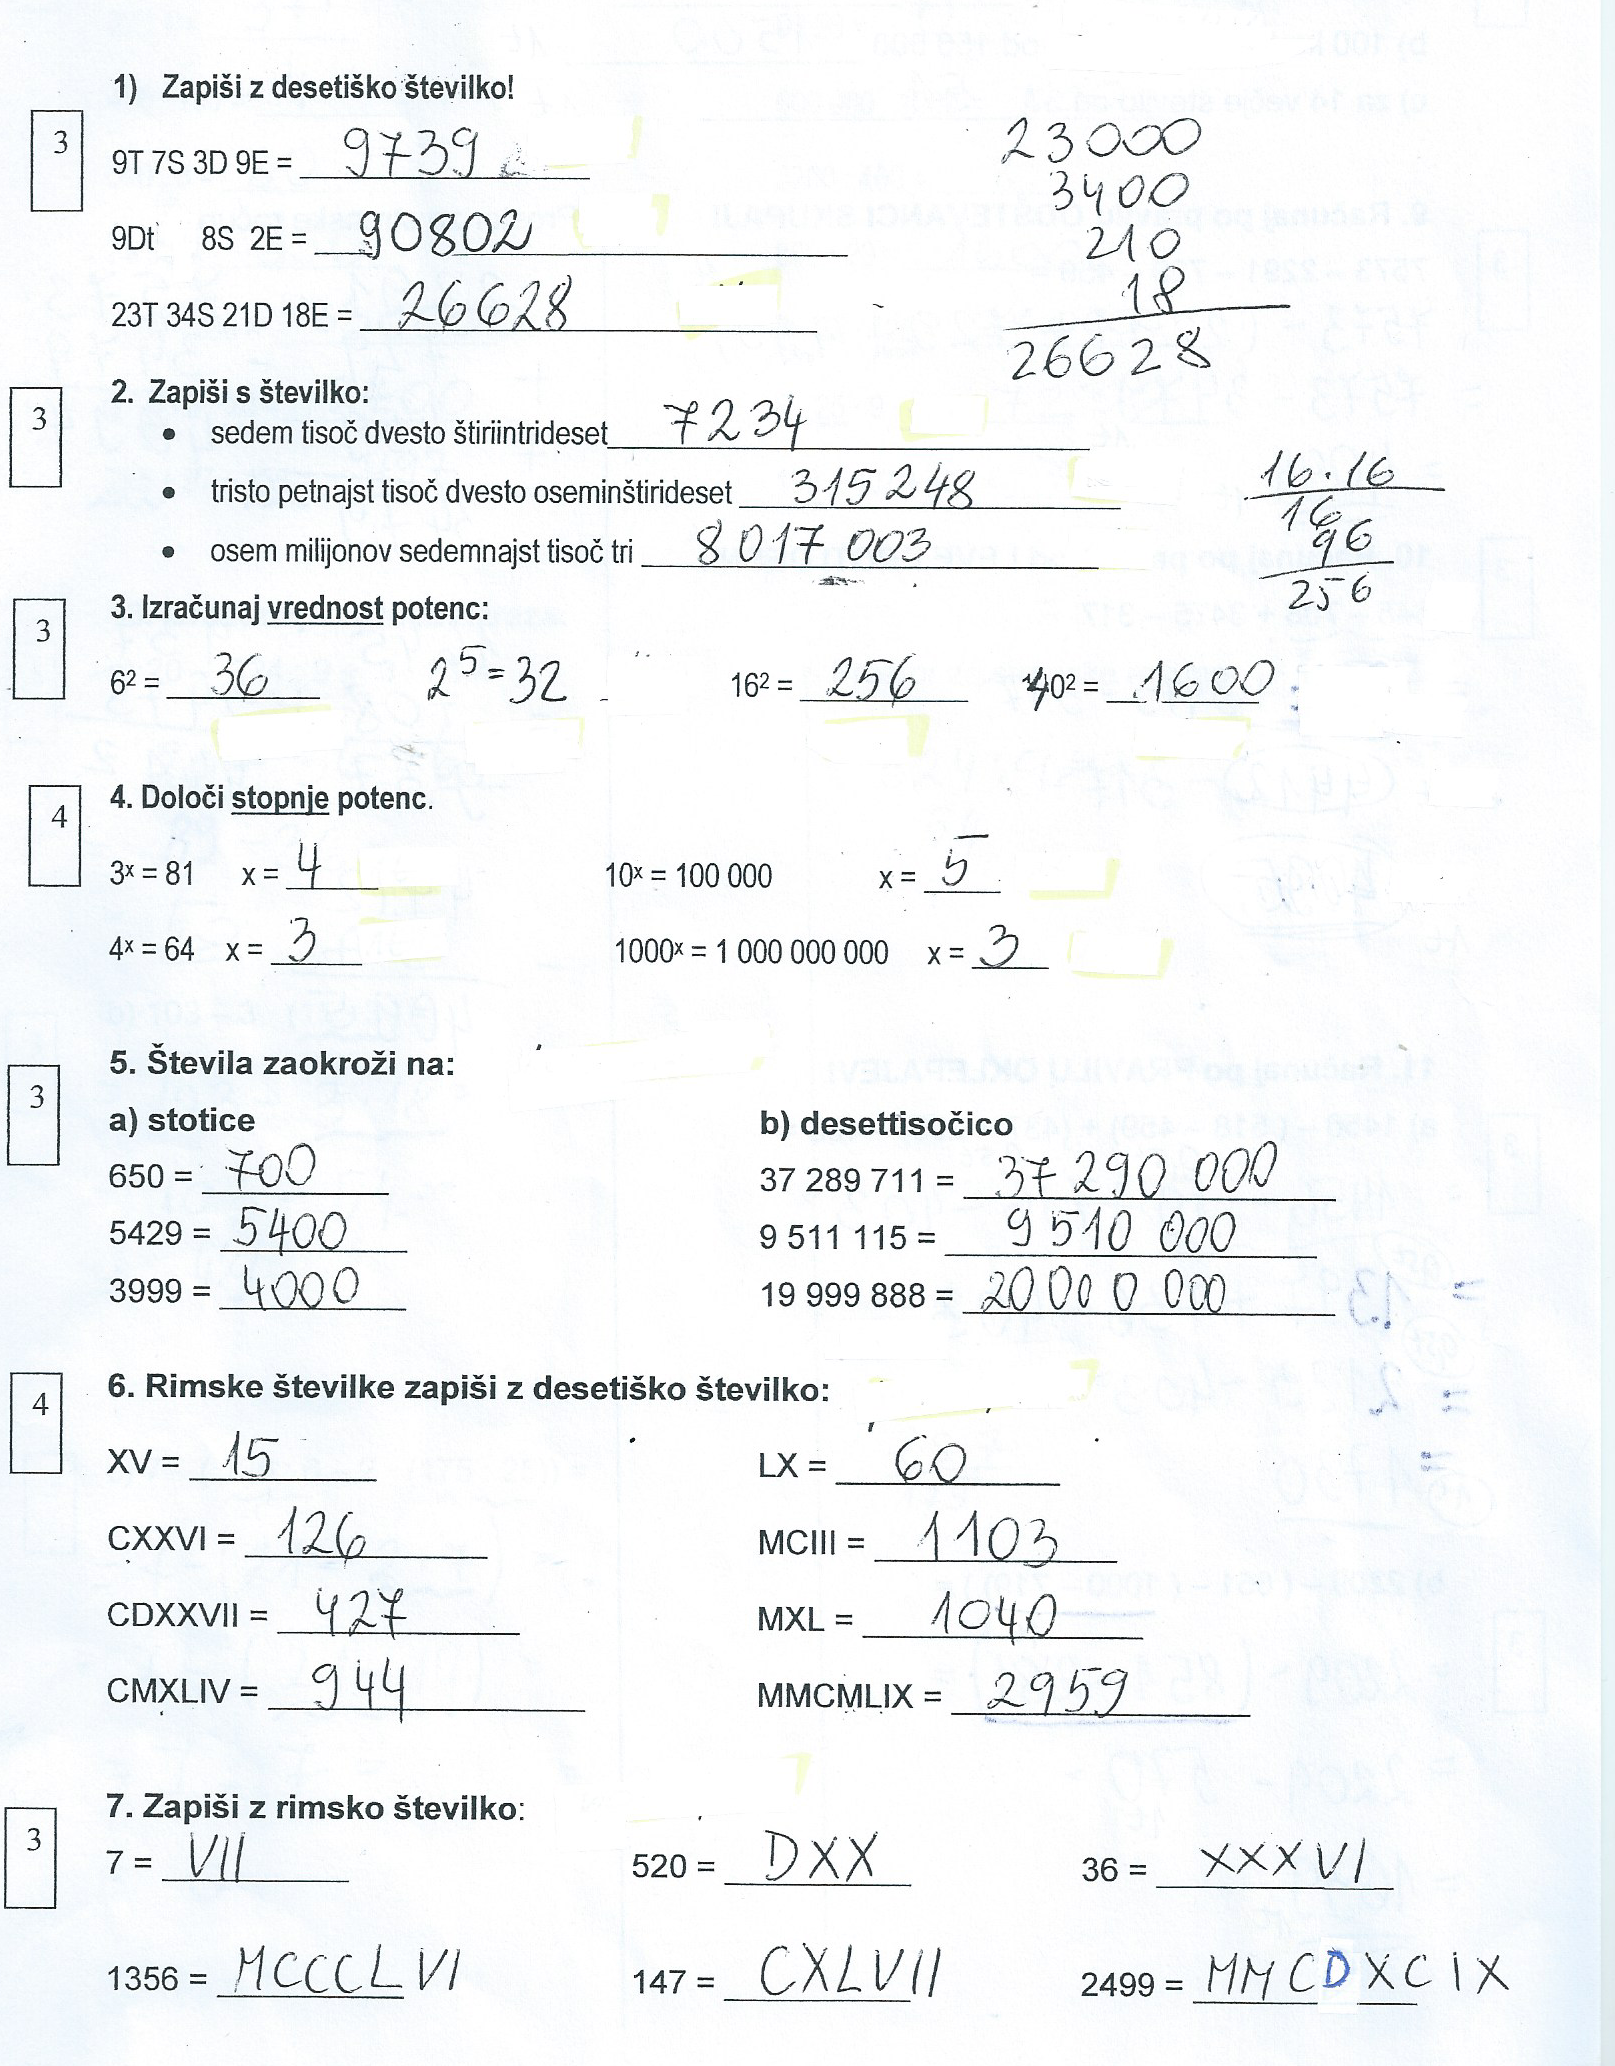 1) Zapiši z desetiško številko!
3
9T 7S 3D 9E = 9739
23000
3400
9Dt 8S 2E = 90802
210
18
23T 34S 21D 18E = 26628
26628
2. Zapiši s številko:
3
• sedem tisoč dvesto štiriintrideset 7234
• tristo petnajst tisoč dvesto oseminštirideset 315 248
16.16
16
96
256
• osem milijonov sedemnajst tisoč tri 8 017 003
3. Izračunaj vrednost potenc:
3
6² = 36 2⁵=32 16² = 256 40² = 1600
4. Določi stopnje potenc.
4
3ˣ = 81 x = 4 10ˣ = 100 000 x = 5
4ˣ = 64 x = 3 1000ˣ = 1 000 000 000 x = 3
5. Števila zaokroži na:
3
a) stotice b) desettisočico
650 = 700 37 289 711 = 37 290 000
5429 = 5400 9 511 115 = 9 510 000
3999 = 4000 19 999 888 = 20 000 000
6. Rimske številke zapiši z desetiško številko:
4
XV = 15 LX = 60
CXXVI = 126 MCIII = 1103
CDXXVII = 427 MXL = 1040
CMXLIV = 944 MMCMLIX = 2959
7. Zapiši z rimsko številko:
3
7 = VII 520 = DXX 36 = XXXVI
1356 = MCCCLVI 147 = CXLVII 2499 = MMCDXCIX